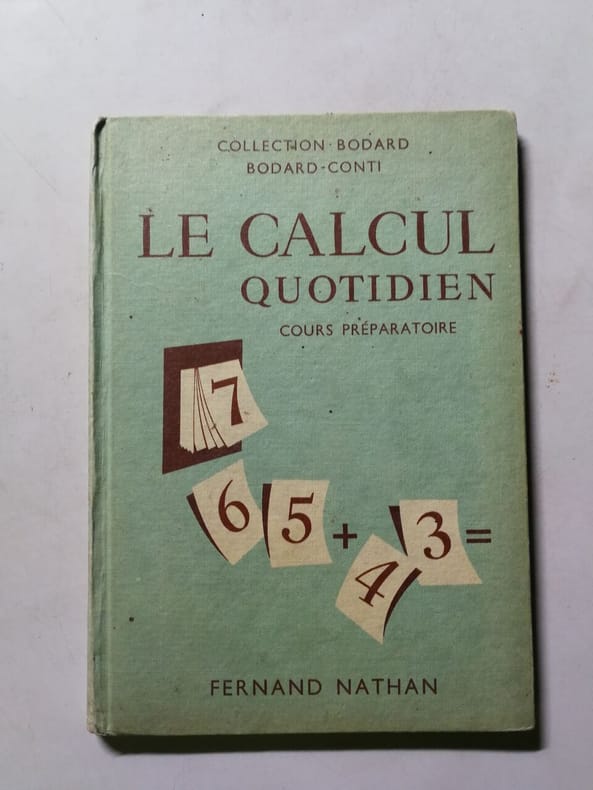 COLLECTION·BODARD
BODARD-CONTI
LE CALCUL
QUOTIDIEN
COURS PRÉPARATOIRE
7
6 5 + 4 3 =
FERNAND NATHAN